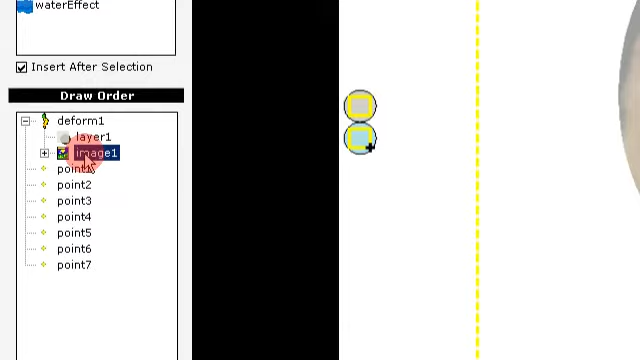 waterEffect
Insert After Selection
Draw Order
deform1
layer1
image1
point1
point2
point3
point4
point5
point6
point7